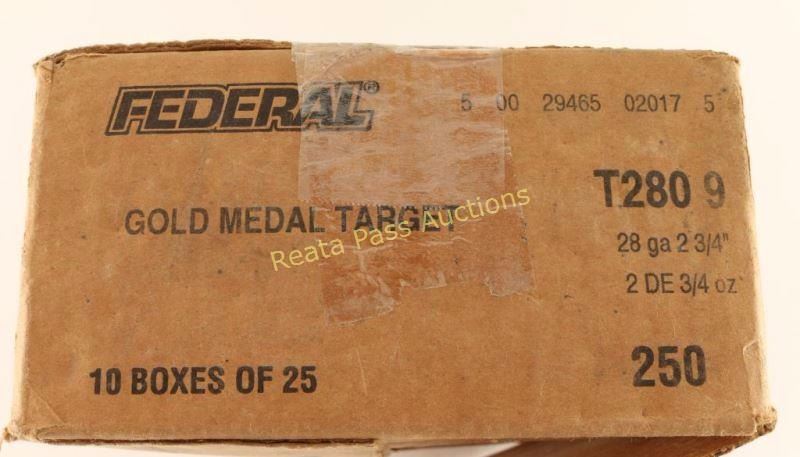 FEDERAL®
5 00 29465 02017 5
T280 9
GOLD MEDAL TARGET
Reata Pass Auctions
28 ga 2 3/4"
2 DE 3/4 oz
10 BOXES OF 25
250